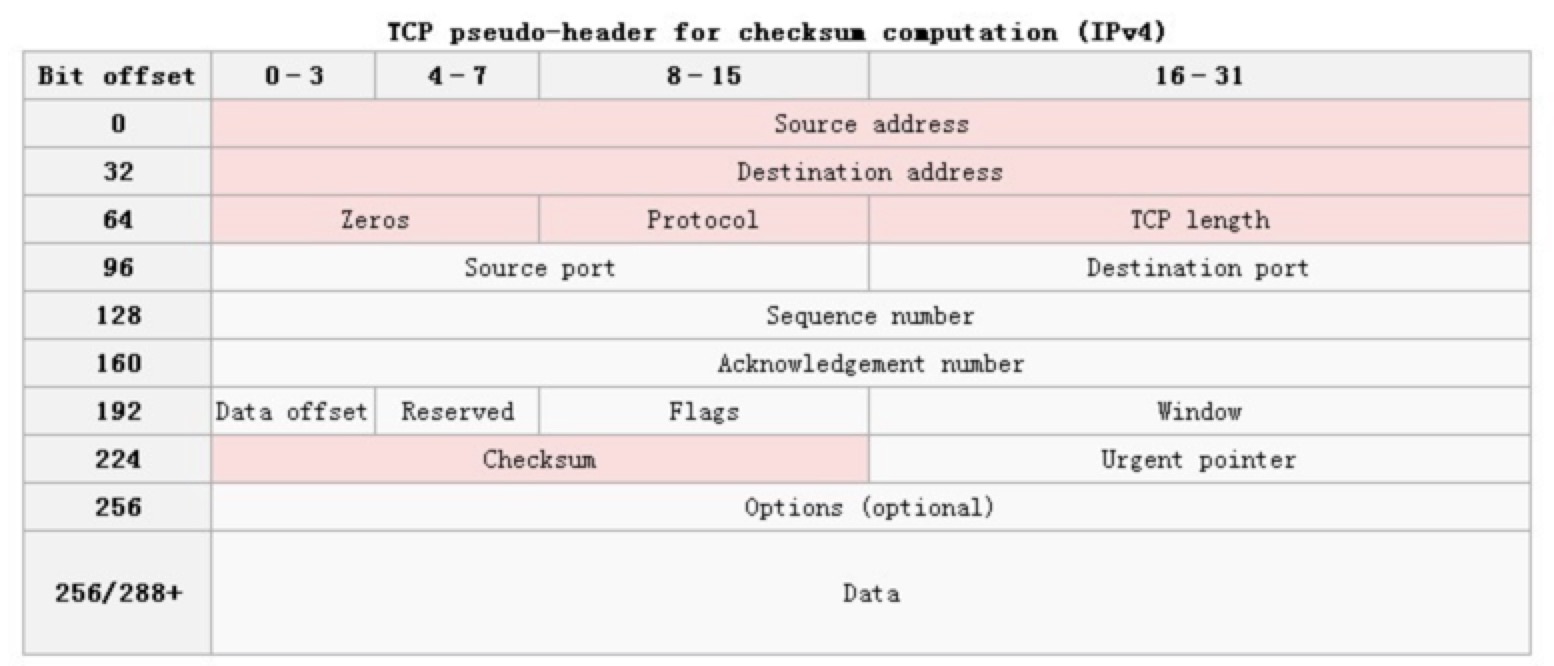 TCP pseudo-header for checksum computation (IPv4)
Bit offset 0-3 4-7 8-15 16-31
0 Source address
32 Destination address
64 Zeros Protocol TCP length
96 Source port Destination port
128 Sequence number
160 Acknowledgement number
192 Data offset Reserved Flags Window
224 Checksum Urgent pointer
256 Options (optional)
256/288+ Data